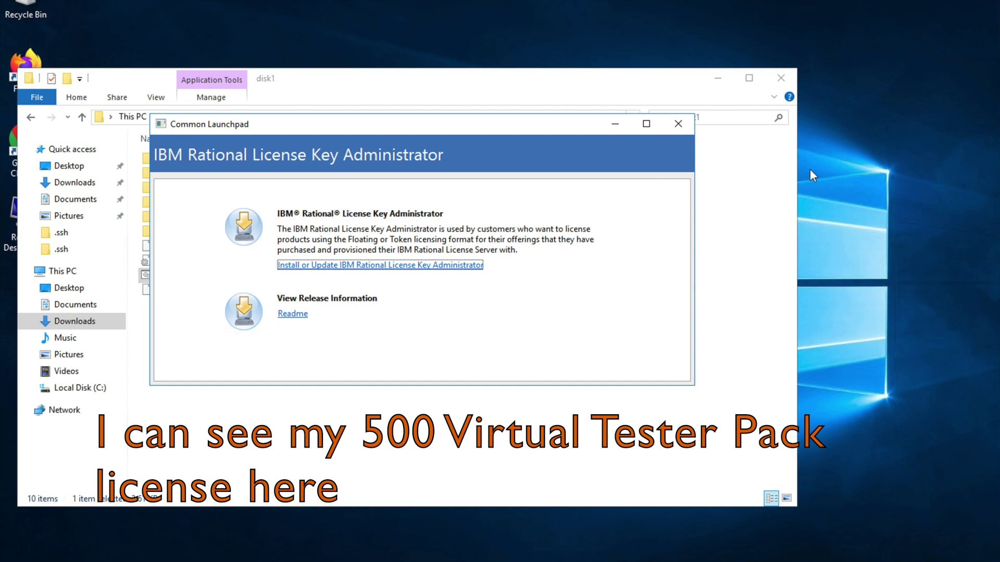 Recycle Bin
Application Tools
disk1
File
Home
Share
View
Manage
This PC
Common Launchpad
IBM Rational License Key Administrator
Quick access
Desktop
Downloads
Documents
Pictures
.ssh
.ssh
This PC
Desktop
Documents
Downloads
Music
Pictures
Videos
Local Disk (C:)
Network
IBM® Rational® License Key Administrator
The IBM Rational License Key Administrator is used by customers who want to license
products using the Floating or Token licensing format for their offerings that they have
purchased and provisioned their IBM Rational License Server with.
Install or Update IBM Rational License Key Administrator
View Release Information
Readme
I can see my 500 Virtual Tester Pack
license here
10 items
1 item